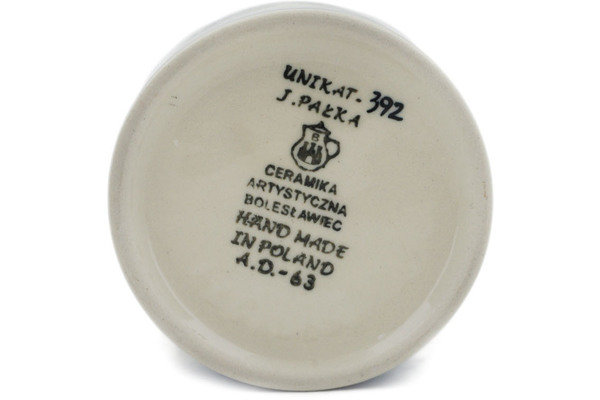 UNIKAT. 392
J. PAŁKA
B
CERAMIKA
ARTYSTYCZNA
BOLESŁAWIEC
HAND MADE
IN POLAND
A.D.-63